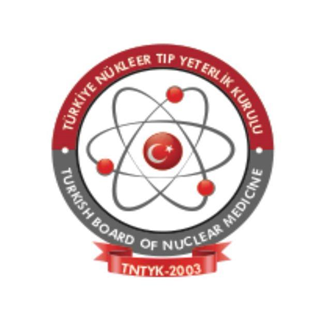 TÜRKİYE NÜKLEER TIP YETERLİK KURULU
TURKISH BOARD OF NUCLEAR MEDICINE
TNTYK-2003